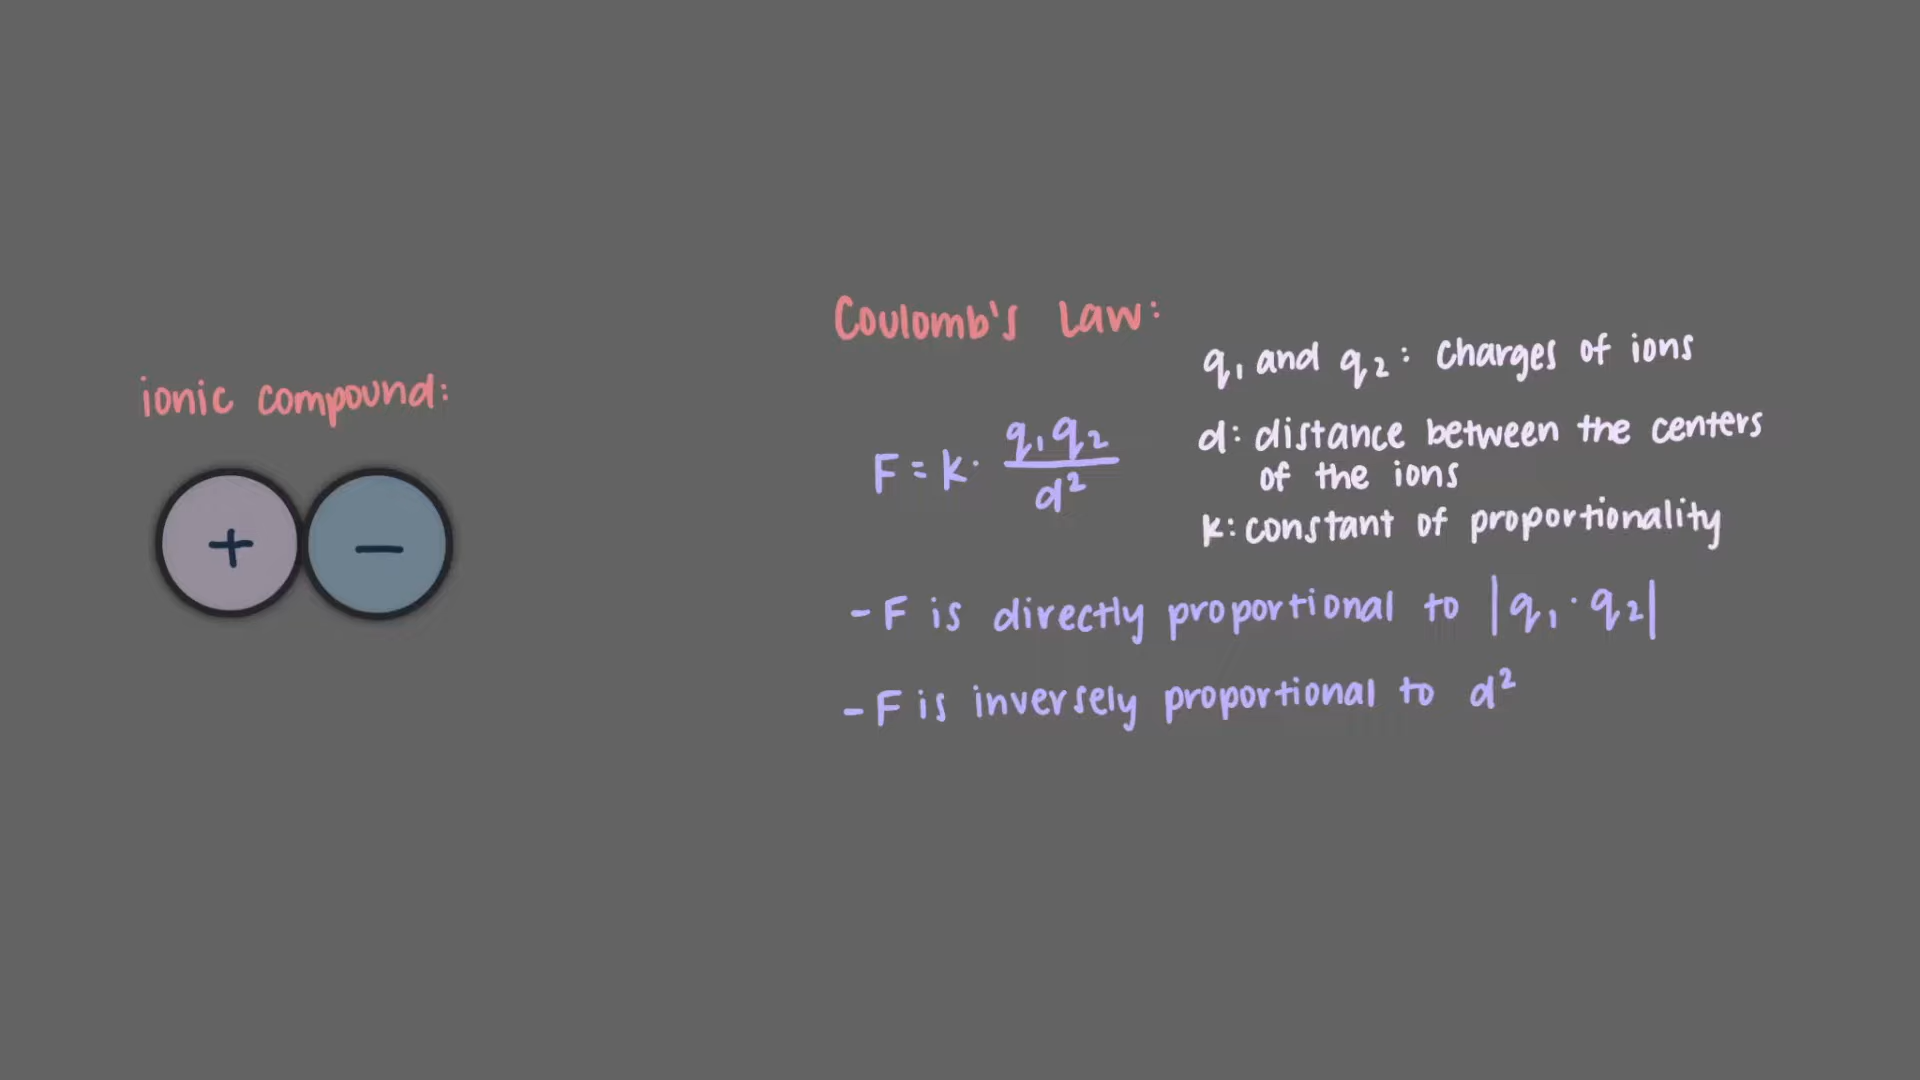 ionic compound:
+ −
Coulomb's Law:
F = k · q₁q₂ / d²
q₁ and q₂: charges of ions
d: distance between the centers
of the ions
k: constant of proportionality
- F is directly proportional to |q₁ · q₂|
- F is inversely proportional to d²